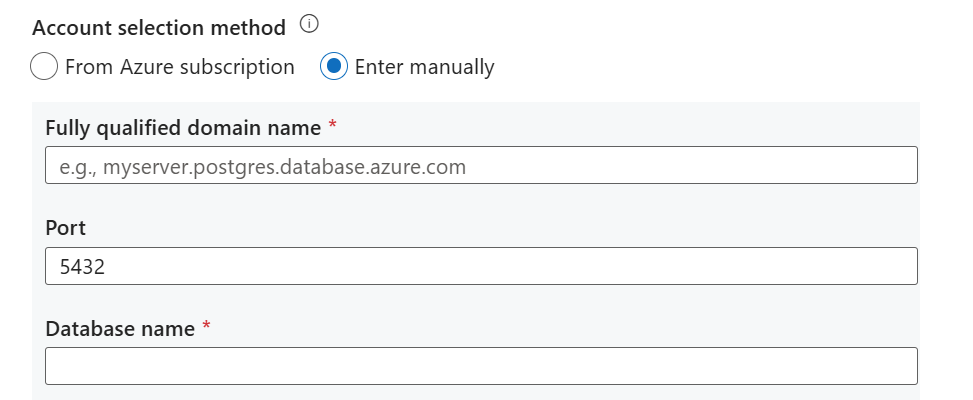 Account selection method
From Azure subscription Enter manually
Fully qualified domain name *
e.g., myserver.postgres.database.azure.com
Port
5432
Database name *